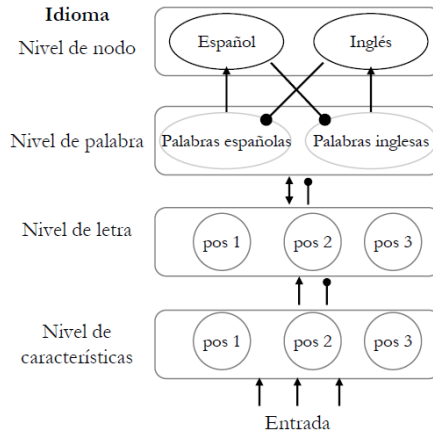 Idioma
Nivel de nodo
Español
Inglés
Nivel de palabra
Palabras españolas
Palabras inglesas
Nivel de letra
pos 1
pos 2
pos 3
Nivel de
características
pos 1
pos 2
pos 3
Entrada